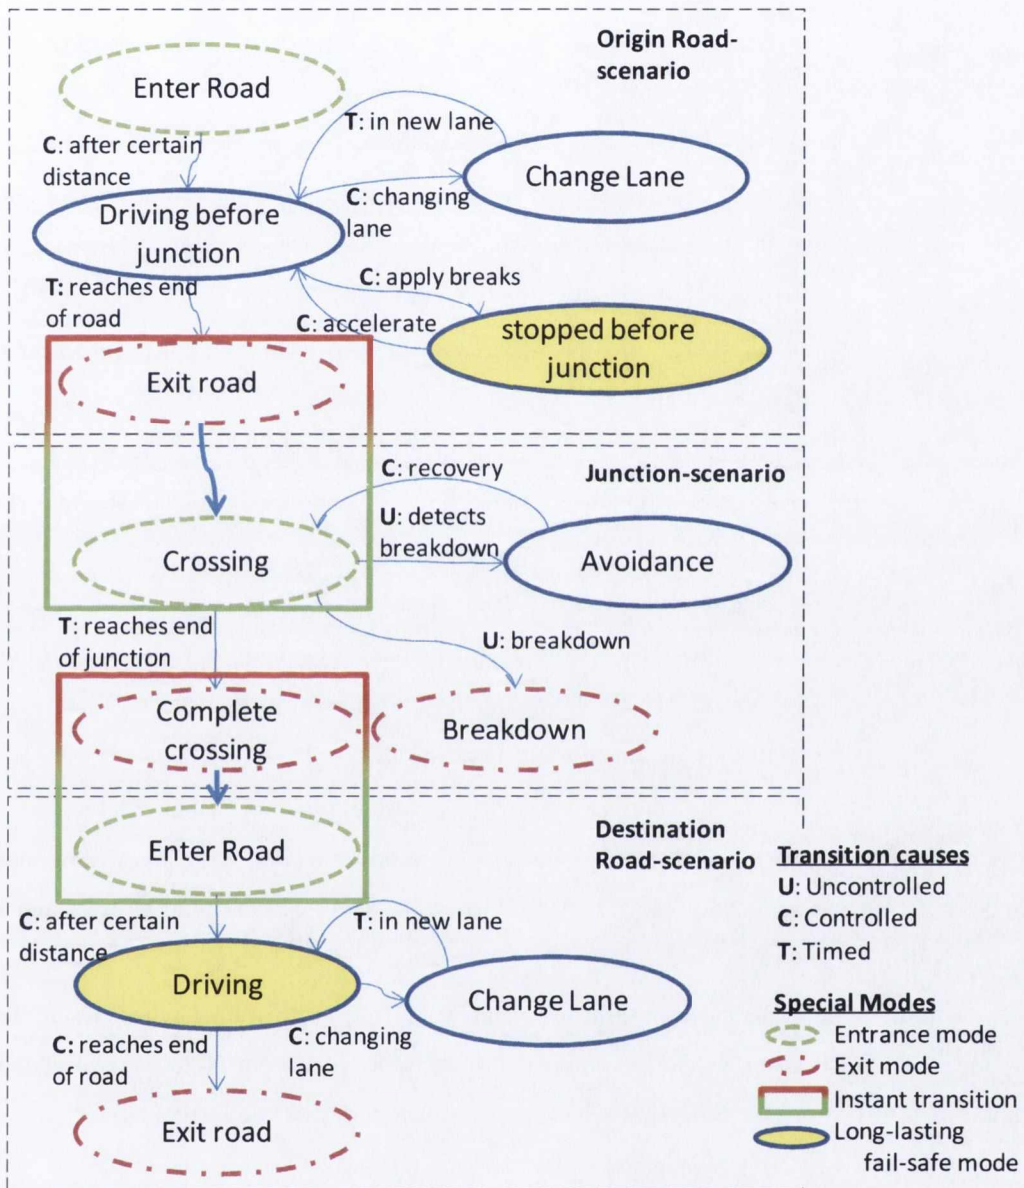 Origin Road-
scenario
Enter Road
T: in new lane
C: after certain
distance
Change Lane
C: changing
lane
Driving before
junction
T: reaches end
of road
C: apply breaks
C: accelerate
stopped before
junction
Exit road
C: recovery
Junction-scenario
U: detects
breakdown
Crossing
Avoidance
T: reaches end
of junction
U: breakdown
Complete
crossing
Breakdown
Destination
Road-scenario
Enter Road
C: after certain
distance
T: in new lane
Driving
Change Lane
C: reaches end
of road
C: changing
lane
Exit road
Transition causes
U: Uncontrolled
C: Controlled
T: Timed
Special Modes
Entrance mode
Exit mode
Instant transition
Long-lasting
fail-safe mode